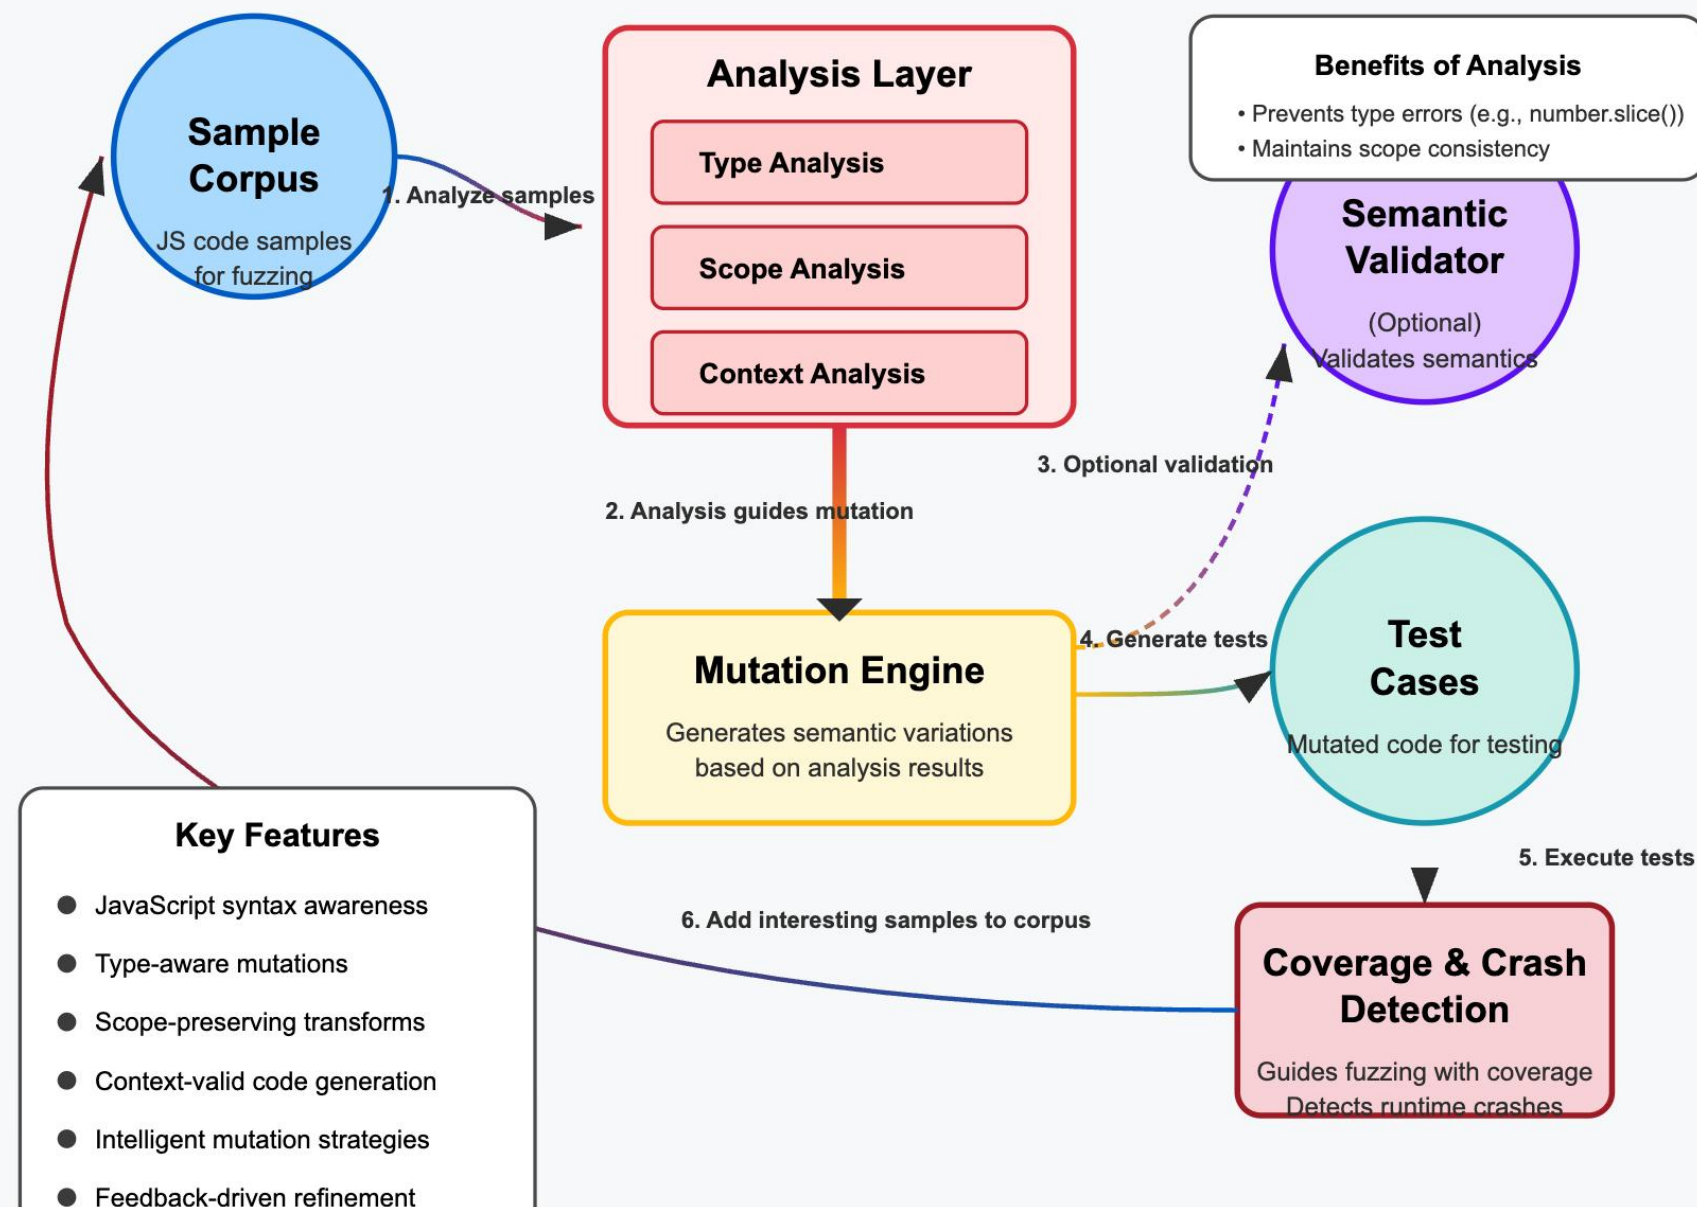 Sample
Corpus
JS code samples
for fuzzing
1. Analyze samples
Analysis Layer
Type Analysis
Scope Analysis
Context Analysis
Benefits of Analysis
• Prevents type errors (e.g., number.slice())
• Maintains scope consistency
Semantic
Validator
(Optional)
Validates semantics
3. Optional validation
2. Analysis guides mutation
Mutation Engine
Generates semantic variations
based on analysis results
4. Generate tests
Test
Cases
Mutated code for testing
5. Execute tests
Coverage & Crash
Detection
Guides fuzzing with coverage
Detects runtime crashes
6. Add interesting samples to corpus
Key Features
● JavaScript syntax awareness
● Type-aware mutations
● Scope-preserving transforms
● Context-valid code generation
● Intelligent mutation strategies
● Feedback-driven refinement